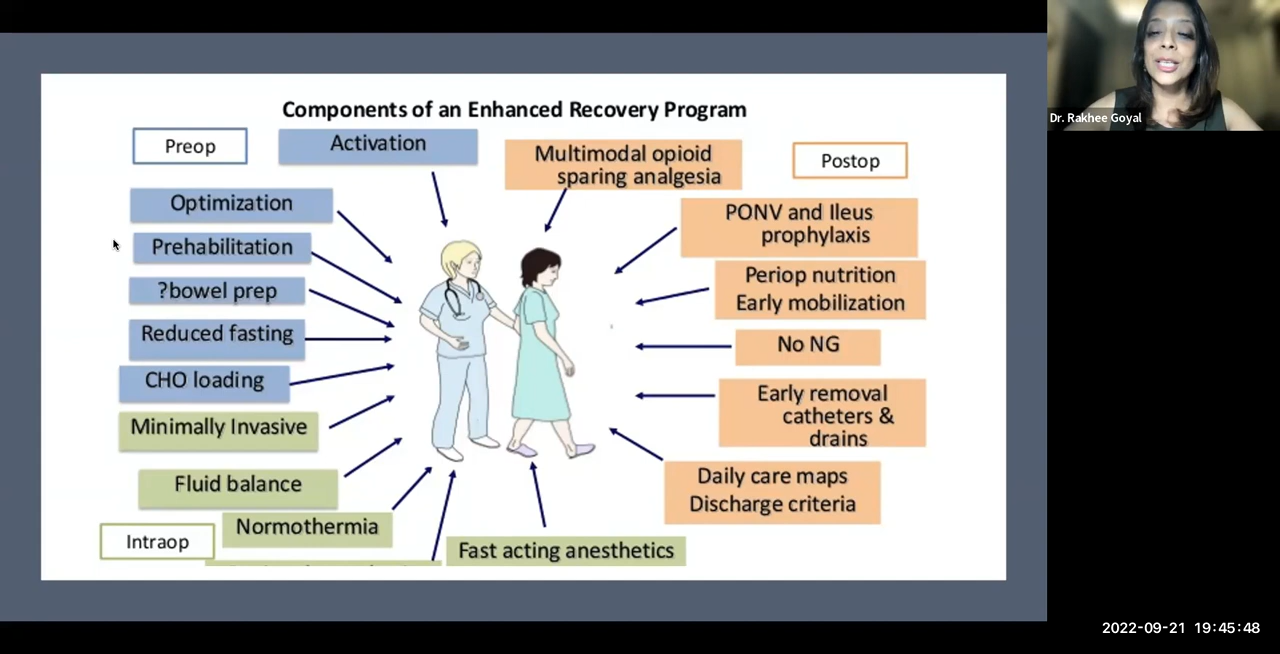 Components of an Enhanced Recovery Program
Preop
Activation
Multimodal opioid
sparing analgesia
Postop
Optimization
PONV and Ileus
prophylaxis
Prehabilitation
Periop nutrition
Early mobilization
?bowel prep
Reduced fasting
No NG
CHO loading
Early removal
catheters &
drains
Minimally Invasive
Fluid balance
Daily care maps
Discharge criteria
Normothermia
Intraop
Fast acting anesthetics
Dr. Rakhee Goyal
2022-09-21 19:45:48